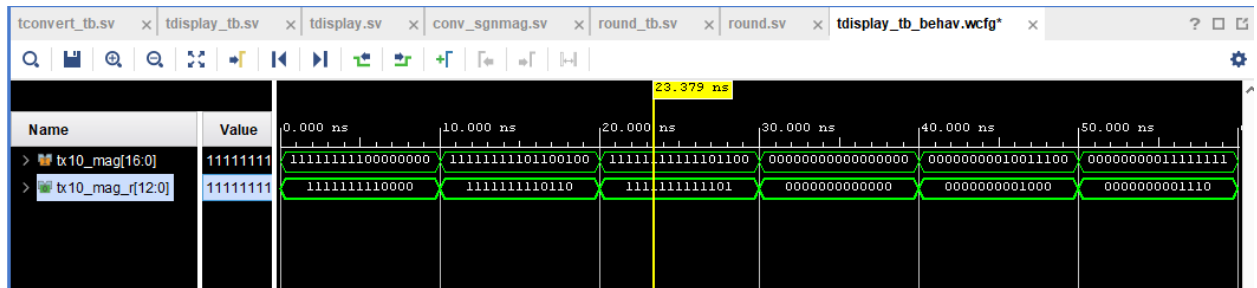 tconvert_tb.sv × tdisplay_tb.sv × tdisplay.sv × conv_sgnmag.sv × round_tb.sv × round.sv × tdisplay_tb_behav.wcfg* ×
23.379 ns
Name Value 0.000 ns 10.000 ns 20.000 ns 30.000 ns 40.000 ns 50.000 ns
tx10_mag[16:0] 11111111 11111111100000000 11111111101100100 11111111111101100 00000000000000000 00000000010011100 00000000011111111
tx10_mag_r[12:0] 11111111 1111111110000 1111111110110 1111111111101 0000000000000 0000000001000 0000000001110